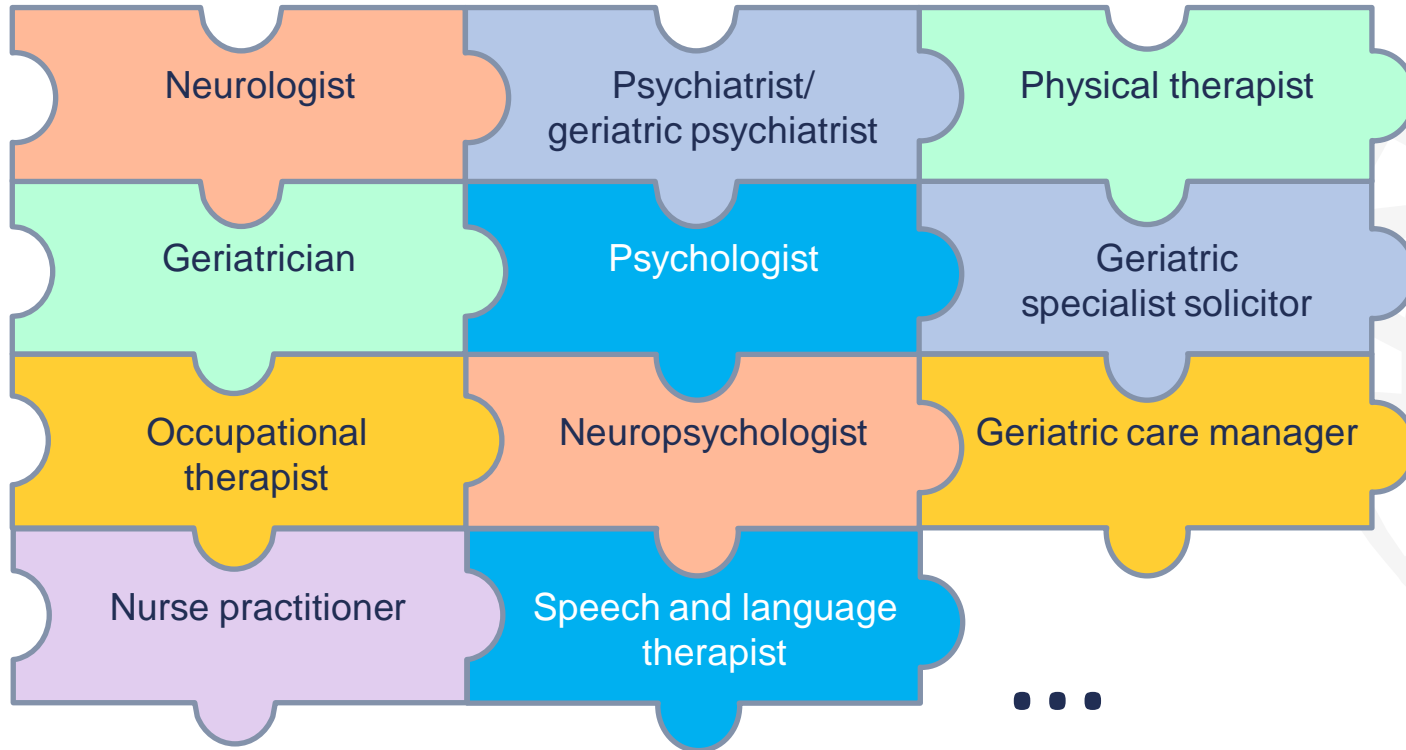 Neurologist
Psychiatrist/
geriatric psychiatrist
Physical therapist
Geriatrician
Psychologist
Geriatric
specialist solicitor
Occupational
therapist
Neuropsychologist
Geriatric care manager
Nurse practitioner
Speech and language
therapist
...